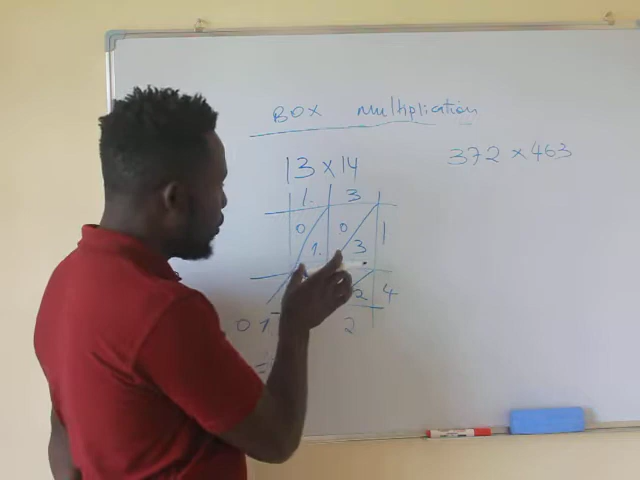 BOX multiplication
372 × 463
13 × 14
1. 3
0 0 1
1. 3
2 4
0 1 2
=